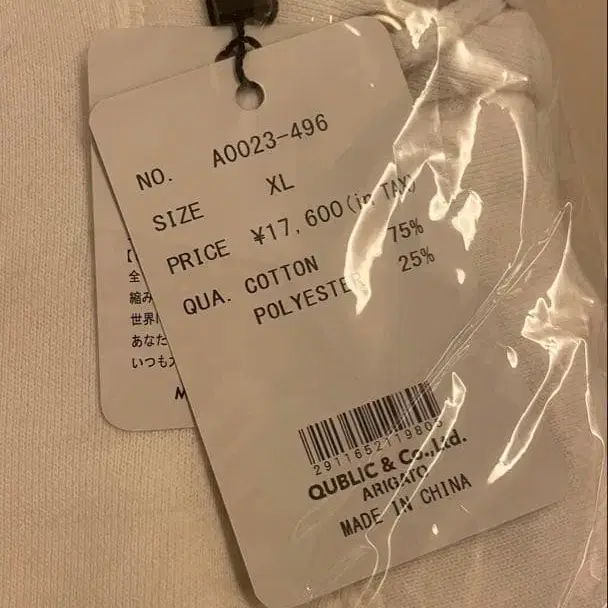 NO. A0023-496
SIZE XL
PRICE ¥17,600(in TAX)
QUA. COTTON 75%
POLYESTER 25%
QUBLIC & Co.,Ltd.
ARIGATO
MADE IN CHINA
全
縮み
世界
あなた
いつも